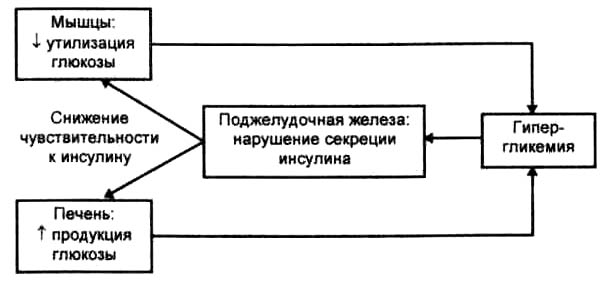 Мышцы:
↓ утилизация
глюкозы
Снижение
чувствительности
к инсулину
Поджелудочная железа:
нарушение секреции
инсулина
Гипер-
гликемия
Печень:
↑ продукция
глюкозы